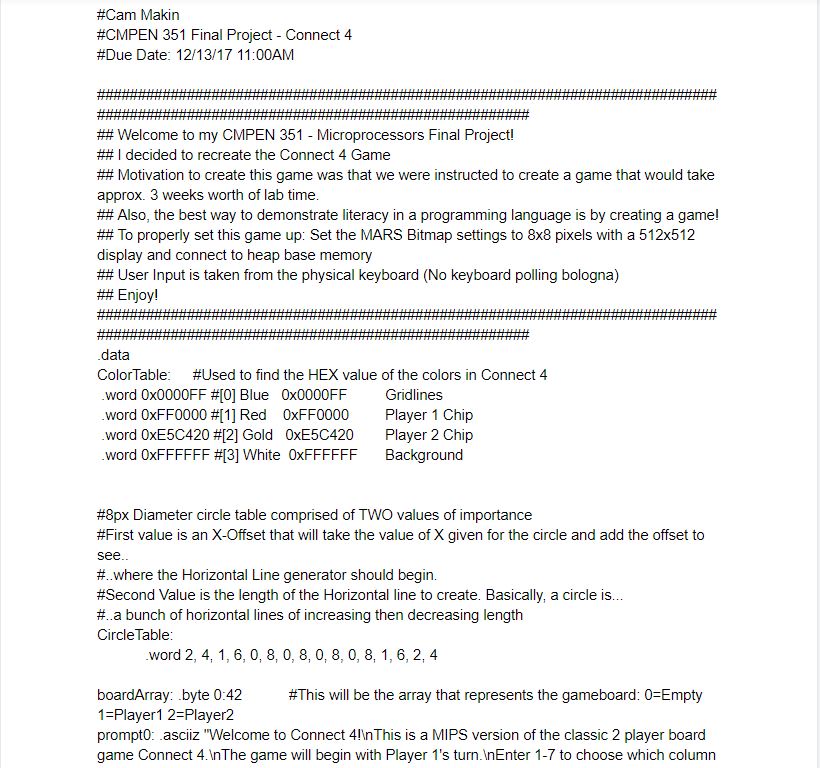 #Cam Makin
#CMPEN 351 Final Project - Connect 4
#Due Date: 12/13/17 11:00AM
##########################################################################
####################################################
## Welcome to my CMPEN 351 - Microprocessors Final Project!
## I decided to recreate the Connect 4 Game
## Motivation to create this game was that we were instructed to create a game that would take
approx. 3 weeks worth of lab time.
## Also, the best way to demonstrate literacy in a programming language is by creating a game!
## To properly set this game up: Set the MARS Bitmap settings to 8x8 pixels with a 512x512
display and connect to heap base memory
## User Input is taken from the physical keyboard (No keyboard polling bologna)
## Enjoy!
##########################################################################
####################################################
.data
ColorTable: #Used to find the HEX value of the colors in Connect 4
.word 0x0000FF #[0] Blue 0x0000FF Gridlines
.word 0xFF0000 #[1] Red 0xFF0000 Player 1 Chip
.word 0xE5C420 #[2] Gold 0xE5C420 Player 2 Chip
.word 0xFFFFFF #[3] White 0xFFFFFF Background
#8px Diameter circle table comprised of TWO values of importance
#First value is an X-Offset that will take the value of X given for the circle and add the offset to
see..
#..where the Horizontal Line generator should begin.
#Second Value is the length of the Horizontal line to create. Basically, a circle is...
#..a bunch of horizontal lines of increasing then decreasing length
CircleTable:
.word 2, 4, 1, 6, 0, 8, 0, 8, 0, 8, 0, 8, 1, 6, 2, 4
boardArray: .byte 0:42 #This will be the array that represents the gameboard: 0=Empty
1=Player1 2=Player2
prompt0: .asciiz "Welcome to Connect 4!\nThis is a MIPS version of the classic 2 player board
game Connect 4.\nThe game will begin with Player 1's turn.\nEnter 1-7 to choose which column